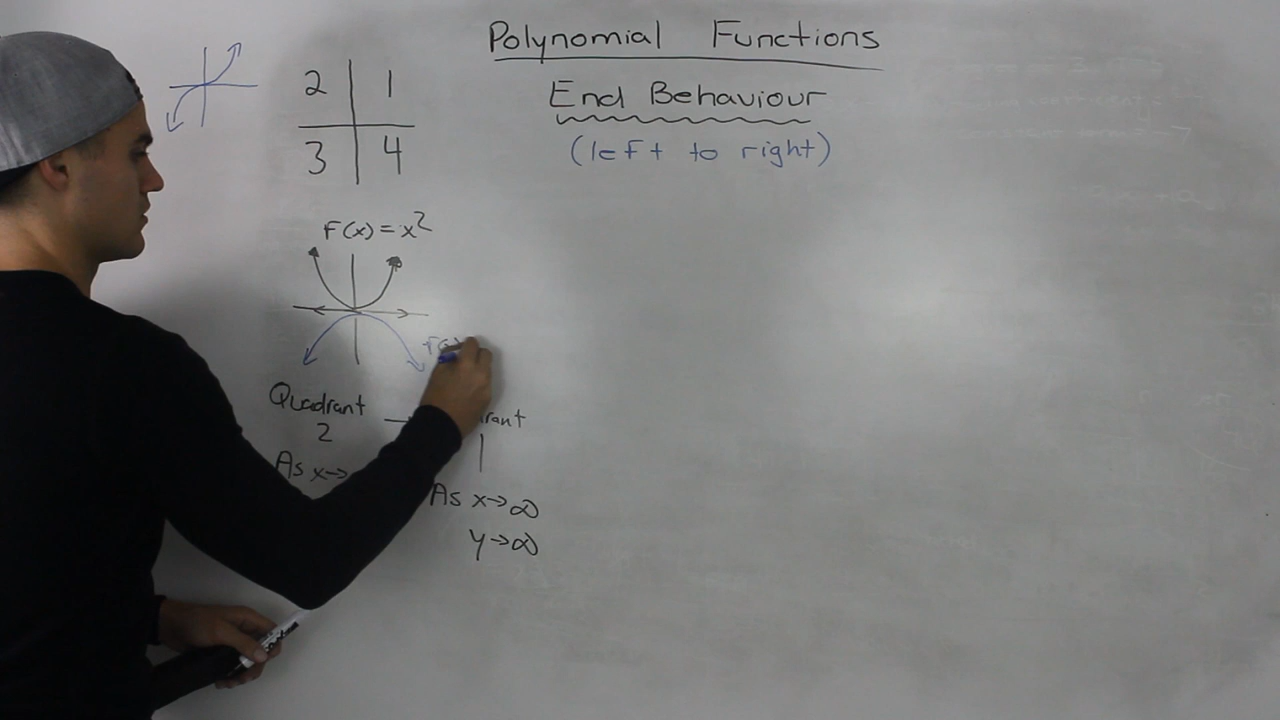 Polynomial Functions
End Behaviour
(left to right)
2 1
3 4
F(x) = x²
Quadrant →
2 1
As x→
As x→∞
y→∞